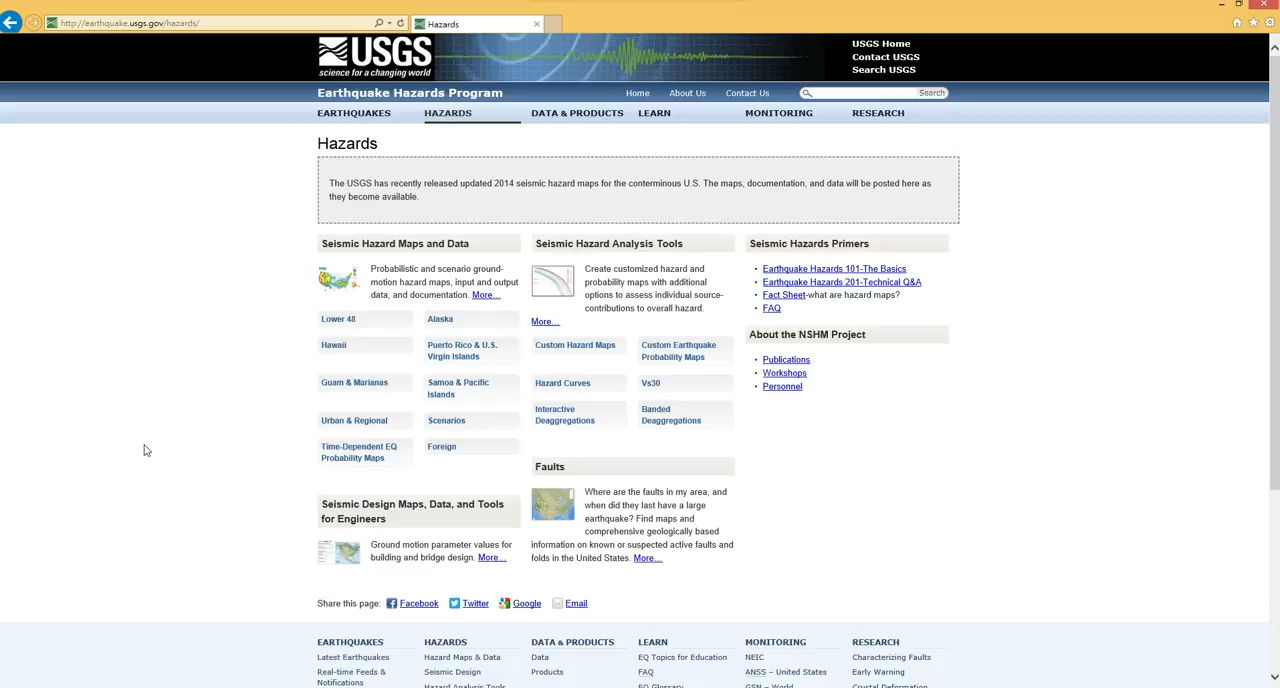 http://earthquake.usgs.gov/hazards/
Hazards
USGS
science for a changing world
USGS Home
Contact USGS
Search USGS
Earthquake Hazards Program
Home About Us Contact Us Search
EARTHQUAKES HAZARDS DATA & PRODUCTS LEARN MONITORING RESEARCH
Hazards
The USGS has recently released updated 2014 seismic hazard maps for the conterminous U.S. The maps, documentation, and data will be posted here as
they become available.
Seismic Hazard Maps and Data
Probabilistic and scenario ground-
motion hazard maps, input and output
data, and documentation. More...
Lower 48
Alaska
Hawaii
Puerto Rico & U.S.
Virgin Islands
Guam & Marianas
Samoa & Pacific
Islands
Urban & Regional
Scenarios
Time-Dependent EQ
Probability Maps
Foreign
Seismic Design Maps, Data, and Tools
for Engineers
Ground motion parameter values for
building and bridge design. More...
Seismic Hazard Analysis Tools
Create customized hazard and
probability maps with additional
options to assess individual source-
contributions to overall hazard.
More...
Custom Hazard Maps
Custom Earthquake
Probability Maps
Hazard Curves
Vs30
Interactive
Deaggregations
Banded
Deaggregations
Faults
Where are the faults in my area, and
when did they last have a large
earthquake? Find maps and
comprehensive geologically based
information on known or suspected active faults and
folds in the United States. More...
Seismic Hazards Primers
• Earthquake Hazards 101-The Basics
• Earthquake Hazards 201-Technical Q&A
• Fact Sheet-what are hazard maps?
• FAQ
About the NSHM Project
• Publications
• Workshops
• Personnel
Share this page: Facebook Twitter Google Email
EARTHQUAKES
Latest Earthquakes
Real-time Feeds &
Notifications
HAZARDS
Hazard Maps & Data
Seismic Design
Hazard Analysis Tools
DATA & PRODUCTS
Data
Products
LEARN
EQ Topics for Education
FAQ
EQ Glossary
MONITORING
NEIC
ANSS – United States
GSN – World
RESEARCH
Characterizing Faults
Early Warning
Crustal Deformation